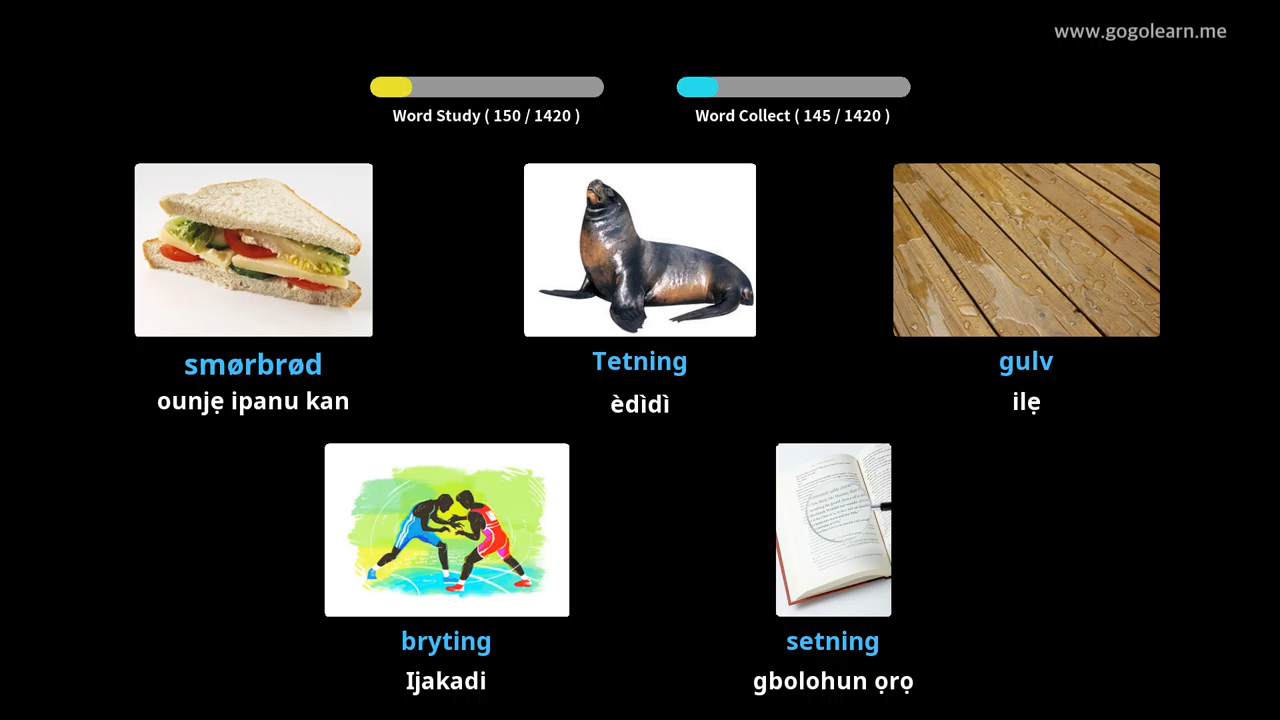 www.gogolearn.me
Word Study ( 150 / 1420 )
Word Collect ( 145 / 1420 )
smørbrød
ounjẹ ipanu kan
Tetning
èdìdì
gulv
ilẹ
bryting
Ijakadi
setning
gbolohun ọrọ